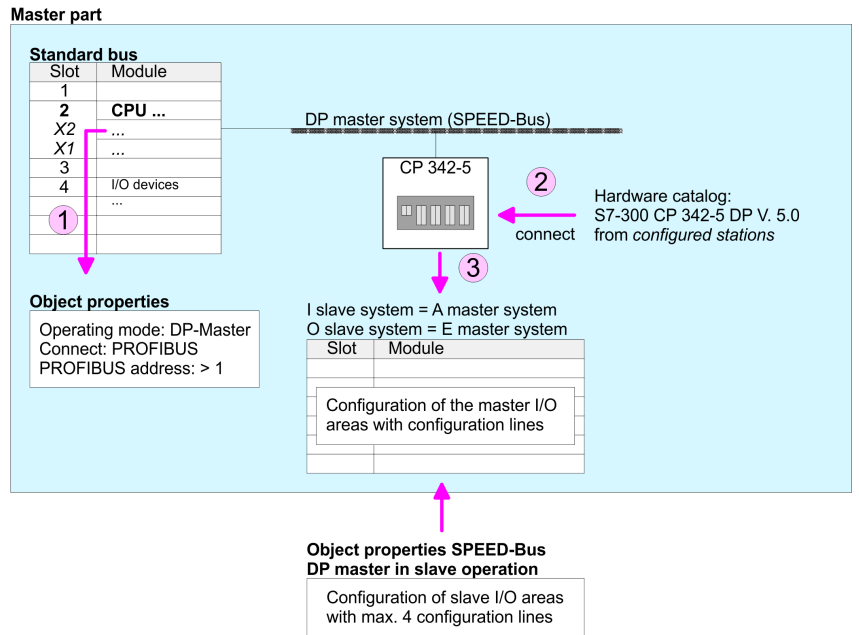 Master part
Standard bus
Slot Module
1
2 CPU ...
X2 ...
X1 ...
3
4 I/O devices
...
1
Object properties
Operating mode: DP-Master
Connect: PROFIBUS
PROFIBUS address: > 1
DP master system (SPEED-Bus)
CP 342-5
2
connect
Hardware catalog:
S7-300 CP 342-5 DP V. 5.0
from configured stations
3
I slave system = A master system
O slave system = E master system
Slot Module
Configuration of the master I/O
areas with configuration lines
Object properties SPEED-Bus
DP master in slave operation
Configuration of slave I/O areas
with max. 4 configuration lines